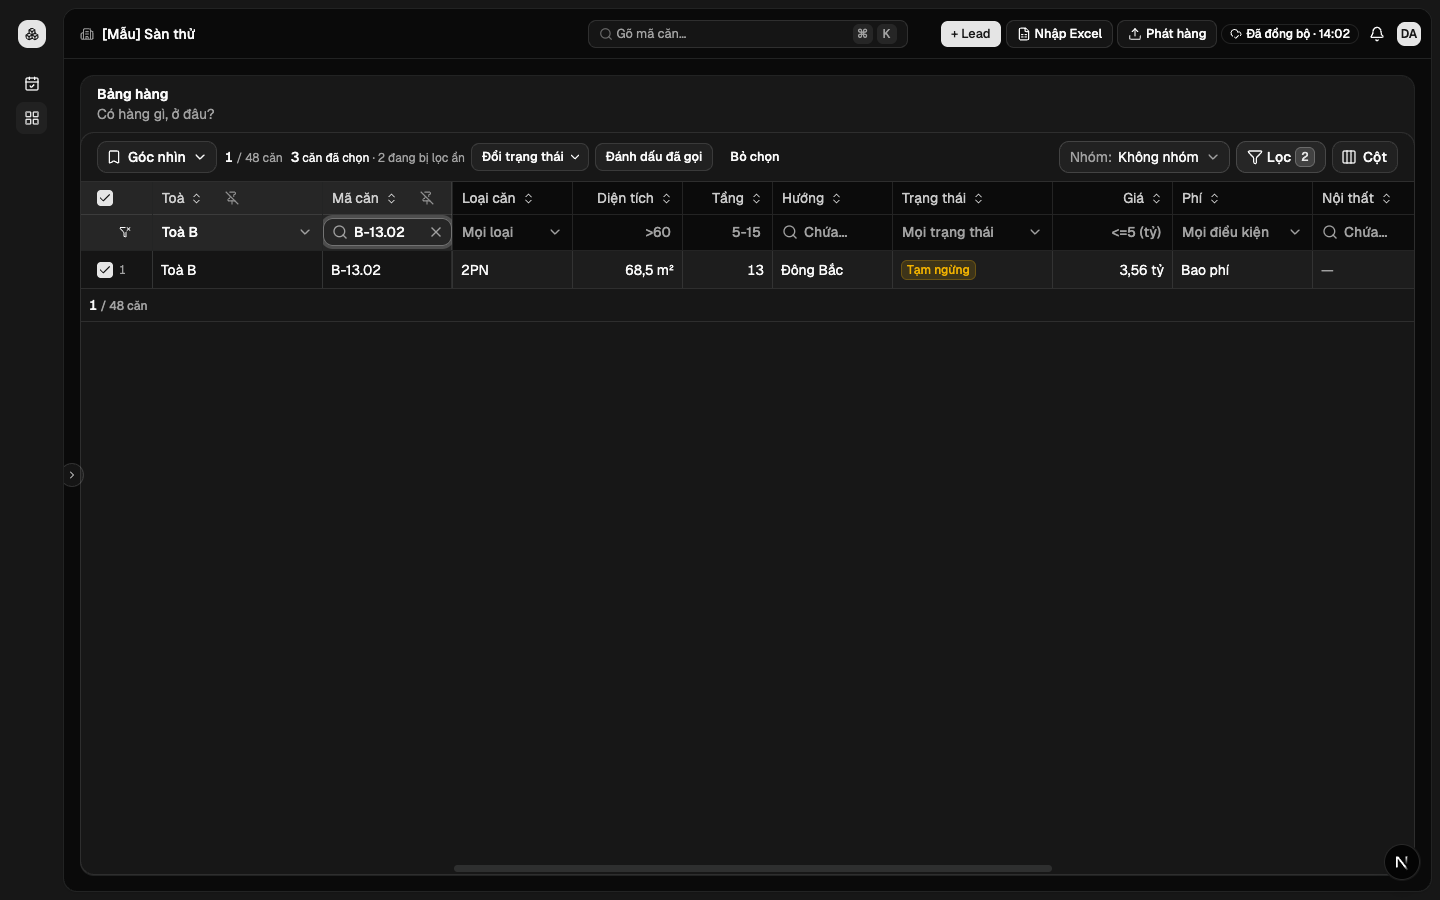 [Mẫu] Sàn thử
Gõ mã căn...
⌘ K
+ Lead
Nhập Excel
Phát hàng
Đã đồng bộ · 14:02
DA
Bảng hàng
Có hàng gì, ở đâu?
Góc nhìn
1 / 48 căn
3 căn đã chọn · 2 đang bị lọc ẩn
Đổi trạng thái
Đánh dấu đã gọi
Bỏ chọn
Nhóm: Không nhóm
Lọc 2
Cột
Toà Mã căn Loại căn Diện tích Tầng Hướng Trạng thái Giá Phí Nội thất
Toà B B-13.02 Mọi loại >60 5-15 Chứa... Mọi trạng thái <=5 (tỷ) Mọi điều kiện Chứa...
1 Toà B B-13.02 2PN 68,5 m² 13 Đông Bắc Tạm ngừng 3,56 tỷ Bao phí —
1 / 48 căn
N